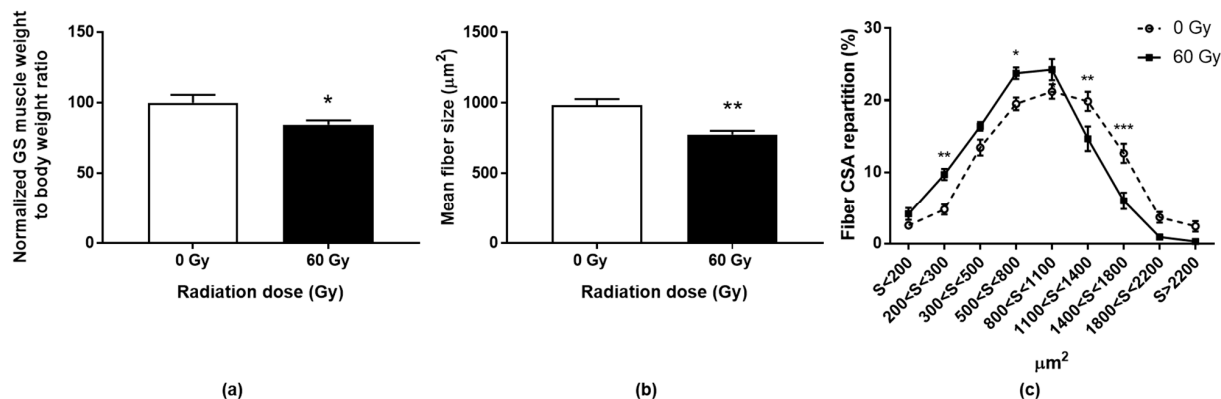 Normalized GS muscle weight
to body weight ratio
150
100
50
0
*
0 Gy
60 Gy
Radiation dose (Gy)
(a)
Mean fiber size (μm²)
1500
1000
500
0
**
0 Gy
60 Gy
Radiation dose (Gy)
(b)
Fiber CSA repartition (%)
30
20
10
0
**
*
**
***
0 Gy
60 Gy
S<200
200<S<300
300<S<500
500<S<800
800<S<1100
1100<S<1400
1400<S<1800
1800<S<2200
S>2200
μm²
(c)